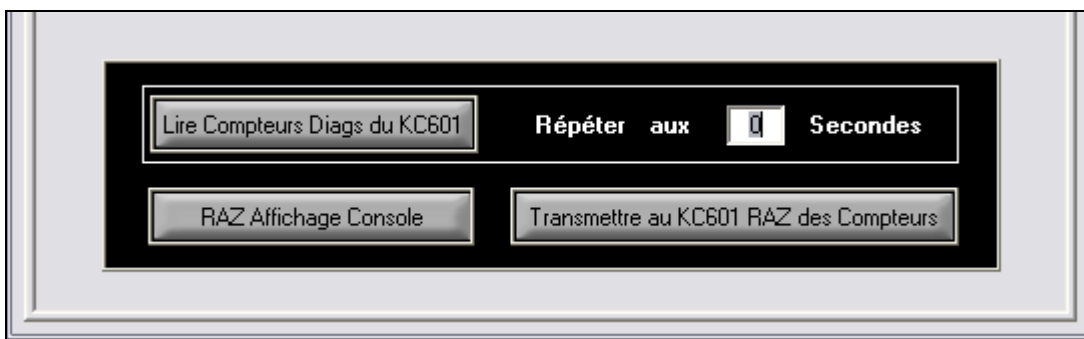 Lire Compteurs Diags du KC601 Répéter aux 0 Secondes
RAZ Affichage Console Transmettre au KC601 RAZ des Compteurs